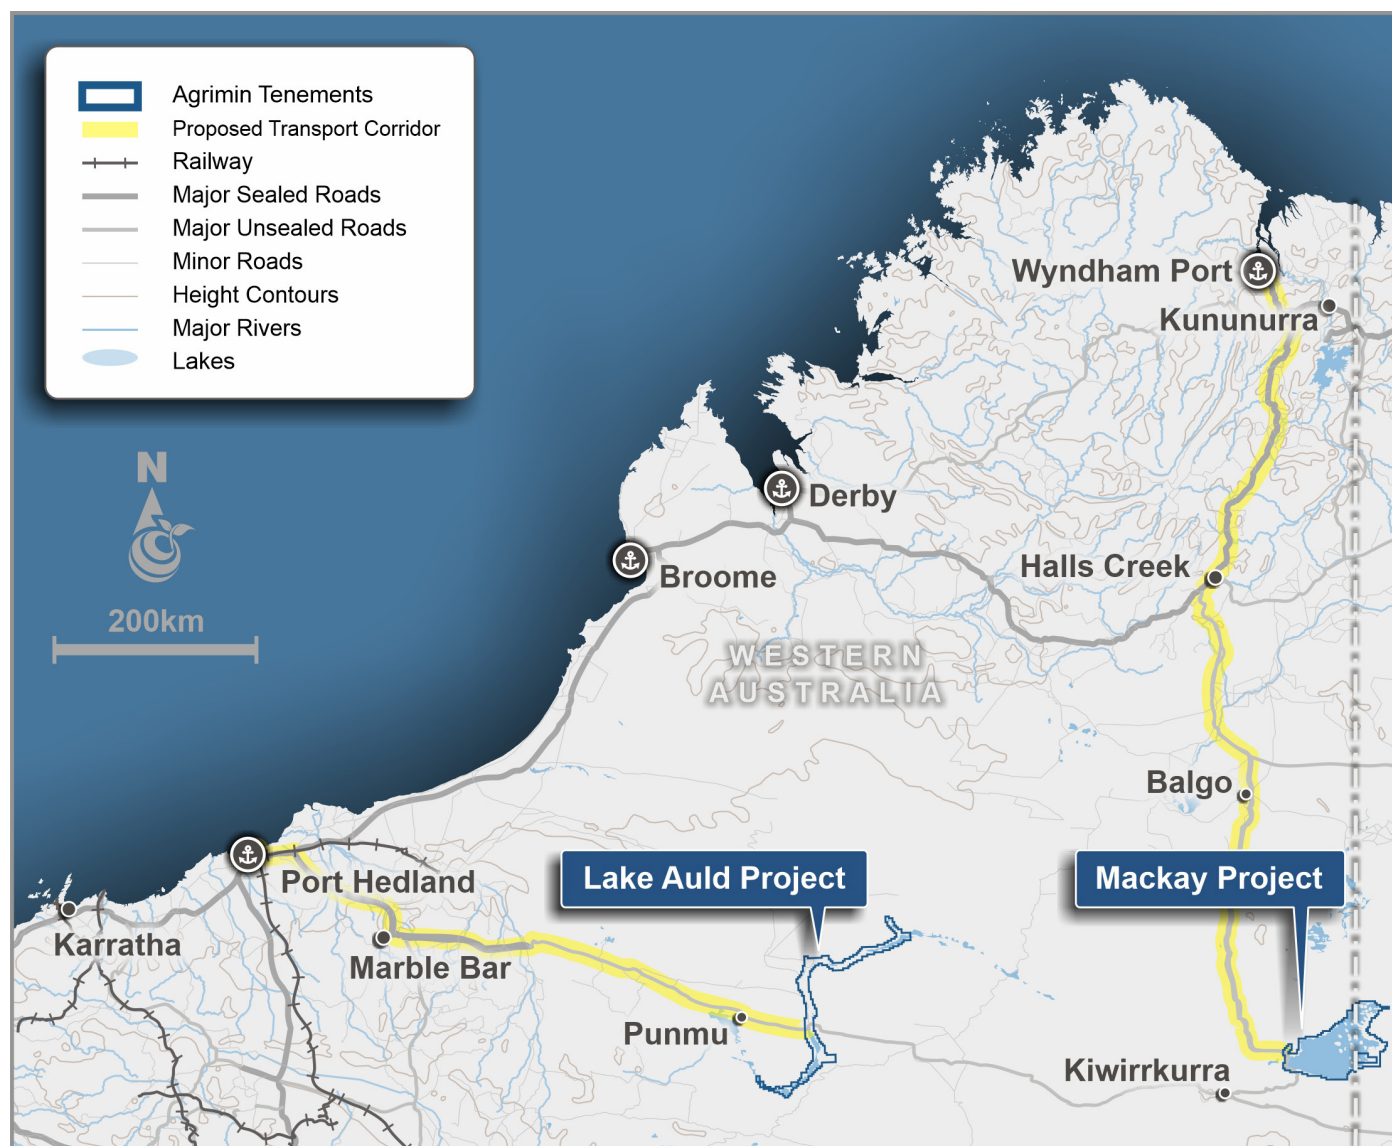 Agrimin Tenements
Proposed Transport Corridor
Railway
Major Sealed Roads
Major Unsealed Roads
Minor Roads
Height Contours
Major Rivers
Lakes
N
200km
Wyndham Port
Kununurra
Derby
Broome
Halls Creek
WESTERN
AUSTRALIA
Balgo
Port Hedland
Lake Auld Project
Mackay Project
Karratha
Marble Bar
Punmu
Kiwirrkurra